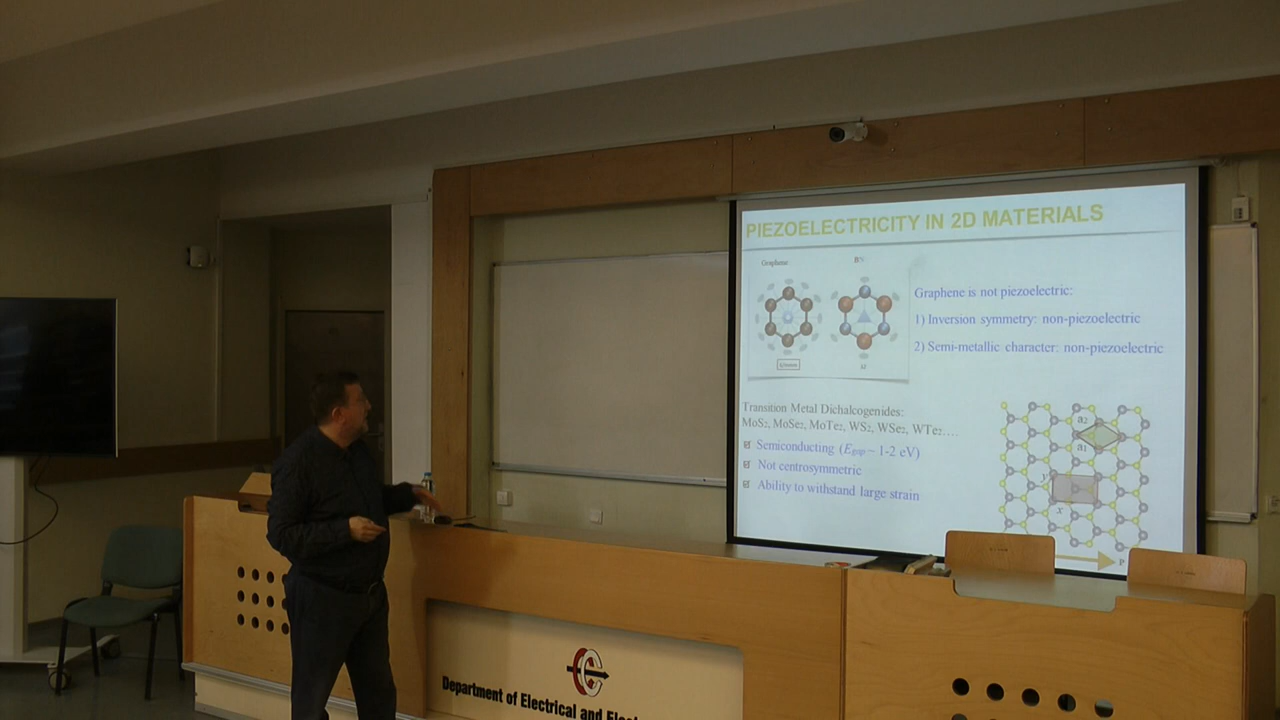 PIEZOELECTRICITY IN 2D MATERIALS
Graphene
BN
Graphene is not piezoelectric:
1) Inversion symmetry: non-piezoelectric
2) Semi-metallic character: non-piezoelectric
Transition Metal Dichalcogenides:
MoS₂, MoSe₂, MoTe₂, WS₂, WSe₂, WTe₂….
Semiconducting (E_gap ~ 1-2 eV)
Not centrosymmetric
Ability to withstand large strain
a₂
a₁
y
x
P
Department of Electrical and Elec